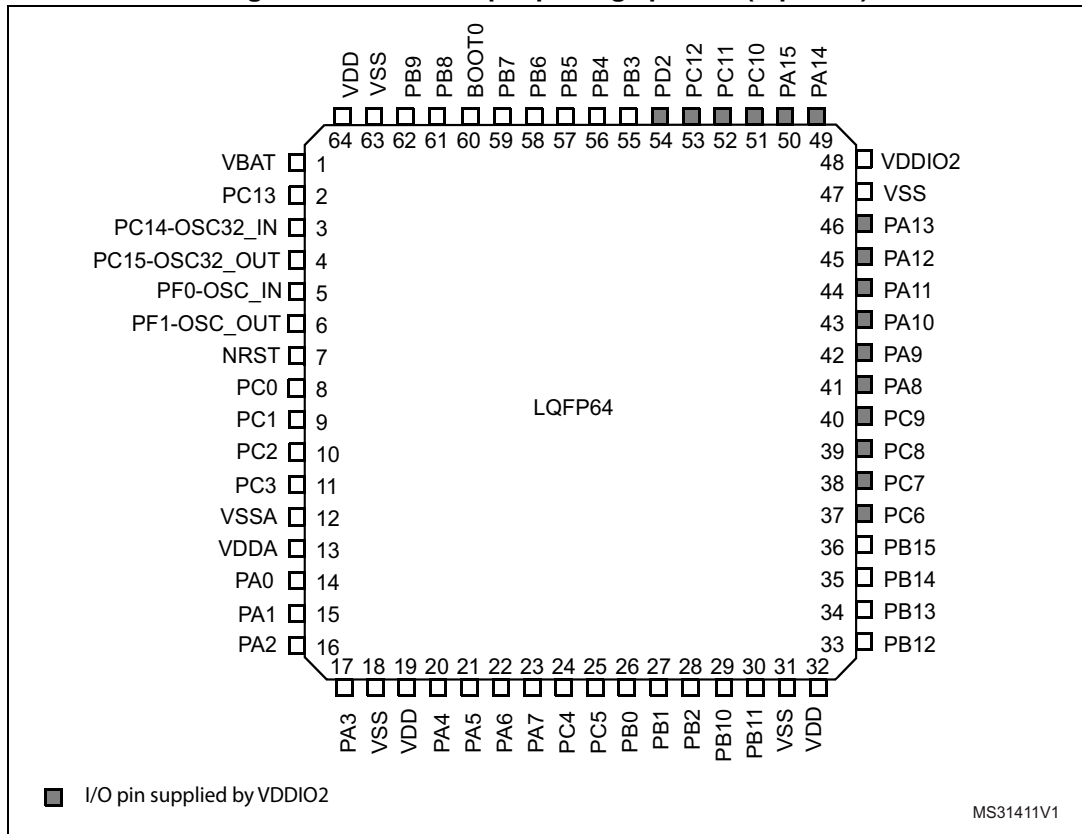 VDD
VSS
PB9
PB8
BOOT0
PB7
PB6
PB5
PB4
PB3
PD2
PC12
PC11
PC10
PA15
PA14
64 63 62 61 60 59 58 57 56 55 54 53 52 51 50 49
VBAT 1
PC13 2
PC14-OSC32_IN 3
PC15-OSC32_OUT 4
PF0-OSC_IN 5
PF1-OSC_OUT 6
NRST 7
PC0 8
PC1 9
PC2 10
PC3 11
VSSA 12
VDDA 13
PA0 14
PA1 15
PA2 16
LQFP64
48 VDDIO2
47 VSS
46 PA13
45 PA12
44 PA11
43 PA10
42 PA9
41 PA8
40 PC9
39 PC8
38 PC7
37 PC6
36 PB15
35 PB14
34 PB13
33 PB12
17 18 19 20 21 22 23 24 25 26 27 28 29 30 31 32
PA3
VSS
VDD
PA4
PA5
PA6
PA7
PC4
PC5
PB0
PB1
PB2
PB10
PB11
VSS
VDD
I/O pin supplied by VDDIO2
MS31411V1